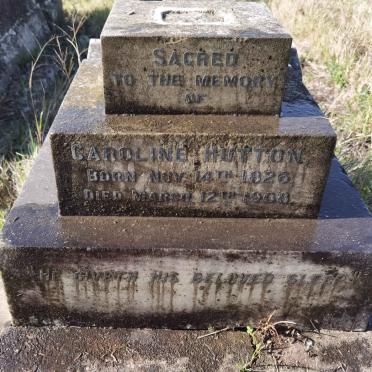 SACRED
TO THE MEMORY
OF
CAROLINE HUTTON
BORN NOV 14TH 1826
DIED MARCH 12TH 1908
"HE GIVETH HIS BELOVED SLEEP"